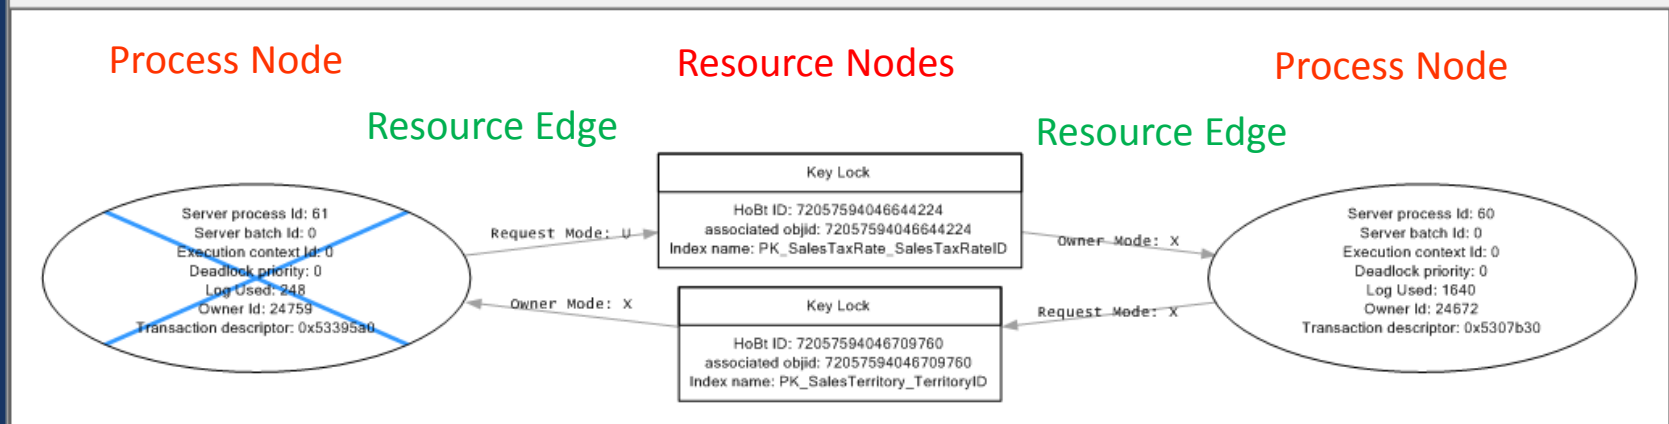 Process Node
Resource Nodes
Process Node
Resource Edge
Resource Edge
Server process Id: 61
Server batch Id: 0
Execution context Id: 0
Deadlock priority: 0
Log Used: 248
Owner Id: 24759
Transaction descriptor: 0x53395a0
Request Mode: U
Owner Mode: X
Key Lock
HoBt ID: 72057594046644224
associated objid: 72057594046644224
Index name: PK_SalesTaxRate_SalesTaxRateID
Key Lock
HoBt ID: 72057594046709760
associated objid: 72057594046709760
Index name: PK_SalesTerritory_TerritoryID
Owner Mode: X
Request Mode: X
Server process Id: 60
Server batch Id: 0
Execution context Id: 0
Deadlock priority: 0
Log Used: 1640
Owner Id: 24672
Transaction descriptor: 0x5307b30